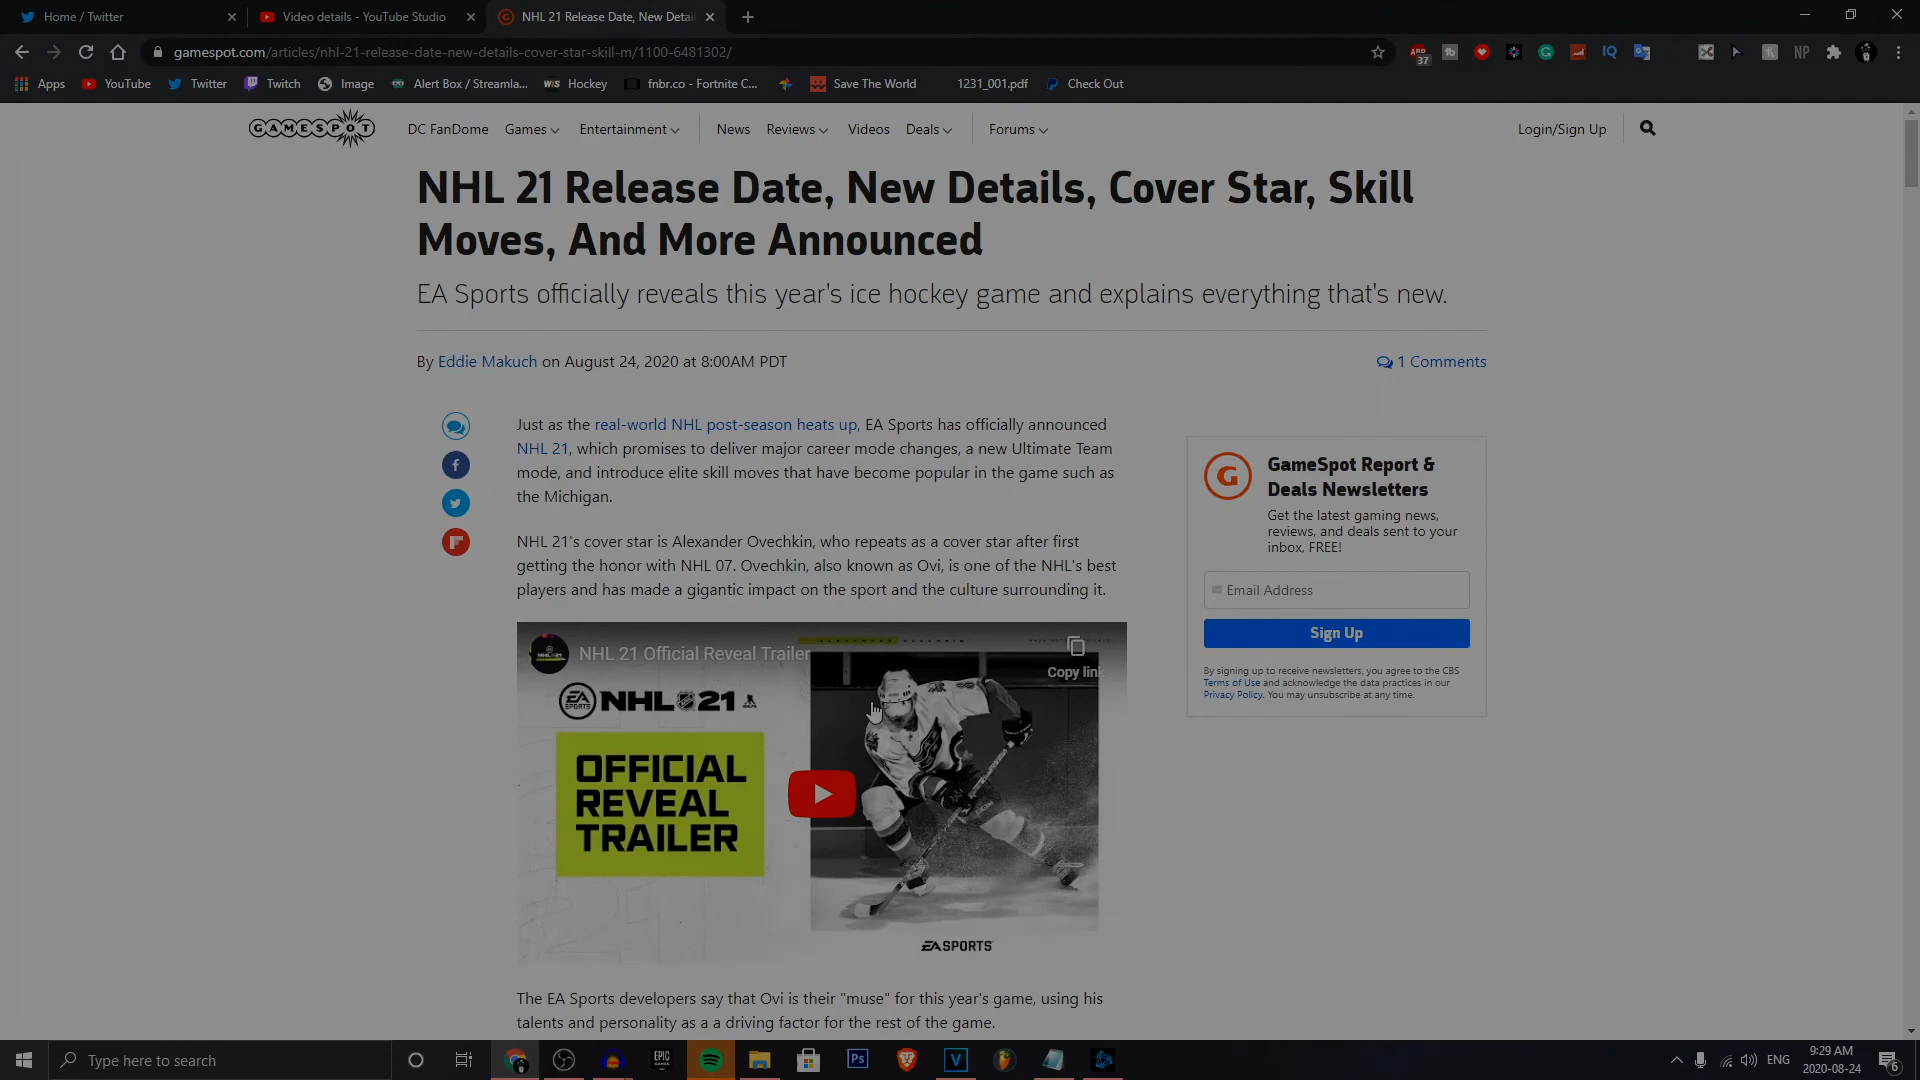 Home / Twitter
Video details - YouTube Studio
NHL 21 Release Date, New Detai
gamespot.com/articles/nhl-21-release-date-new-details-cover-star-skill-m/1100-6481302/
37
Apps
YouTube
Twitter
Twitch
Image
Alert Box / Streamla...
Hockey
fnbr.co - Fortnite C...
Save The World
1231_001.pdf
Check Out
GAMESPOT
DC FanDome
Games
Entertainment
News
Reviews
Videos
Deals
Forums
Login/Sign Up
NHL 21 Release Date, New Details, Cover Star, Skill
Moves, And More Announced
EA Sports officially reveals this year's ice hockey game and explains everything that's new.
By Eddie Makuch on August 24, 2020 at 8:00AM PDT
1 Comments
Just as the real-world NHL post-season heats up, EA Sports has officially announced
NHL 21, which promises to deliver major career mode changes, a new Ultimate Team
mode, and introduce elite skill moves that have become popular in the game such as
the Michigan.
NHL 21's cover star is Alexander Ovechkin, who repeats as a cover star after first
getting the honor with NHL 07. Ovechkin, also known as Ovi, is one of the NHL's best
players and has made a gigantic impact on the sport and the culture surrounding it.
GameSpot Report &
Deals Newsletters
Get the latest gaming news,
reviews, and deals sent to your
inbox, FREE!
Email Address
Sign Up
By signing up to receive newsletters, you agree to the CBS
Terms of Use and acknowledge the data practices in our
Privacy Policy. You may unsubscribe at any time.
NHL 21 Official Reveal Trailer
Copy link
EA SPORTS NHL 21
OFFICIAL
REVEAL
TRAILER
EA SPORTS
The EA Sports developers say that Ovi is their "muse" for this year's game, using his
talents and personality as a a driving factor for the rest of the game.
Type here to search
EPIC GAMES
Ps
V
ENG
9:29 AM
2020-08-24
6